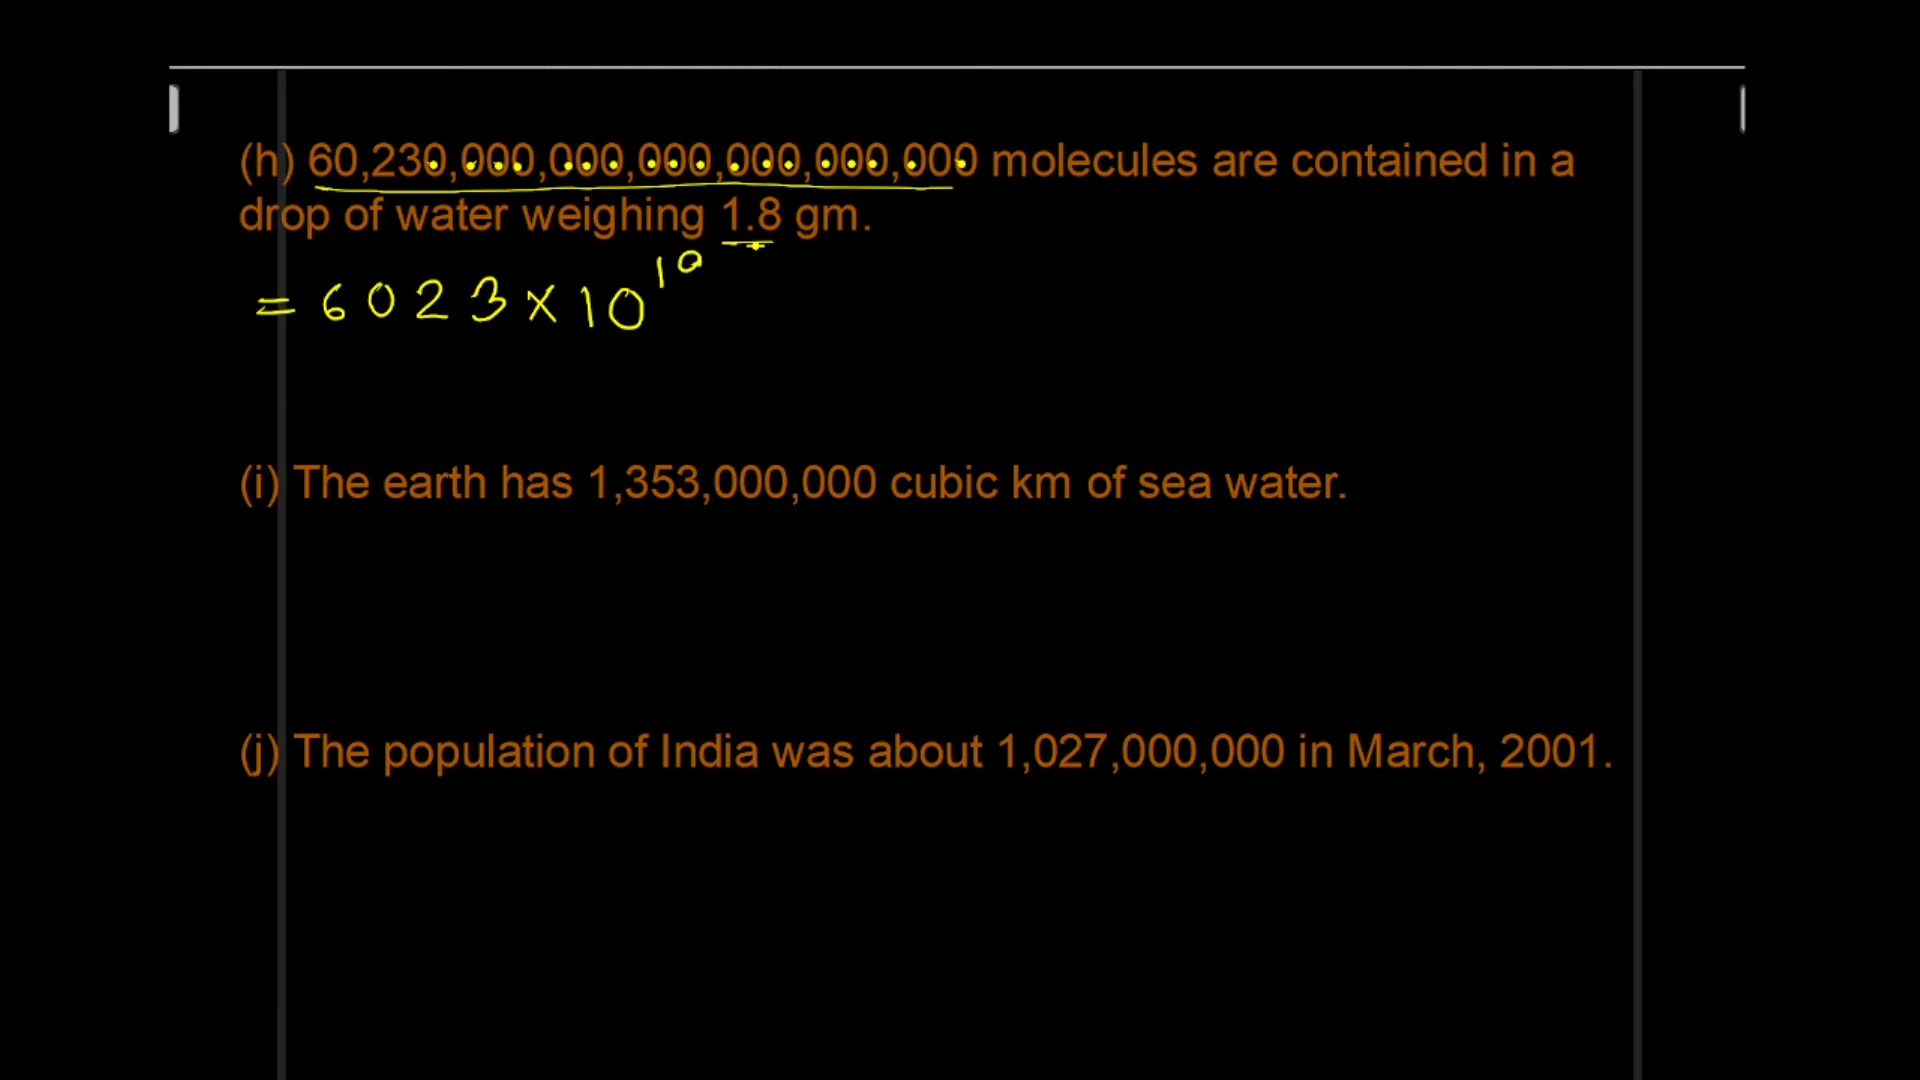 (h) 60,230,000,000,000,000,000,000 molecules are contained in a
drop of water weighing 1.8 gm.
= 6023 × 10¹⁰
(i) The earth has 1,353,000,000 cubic km of sea water.
(j) The population of India was about 1,027,000,000 in March, 2001.